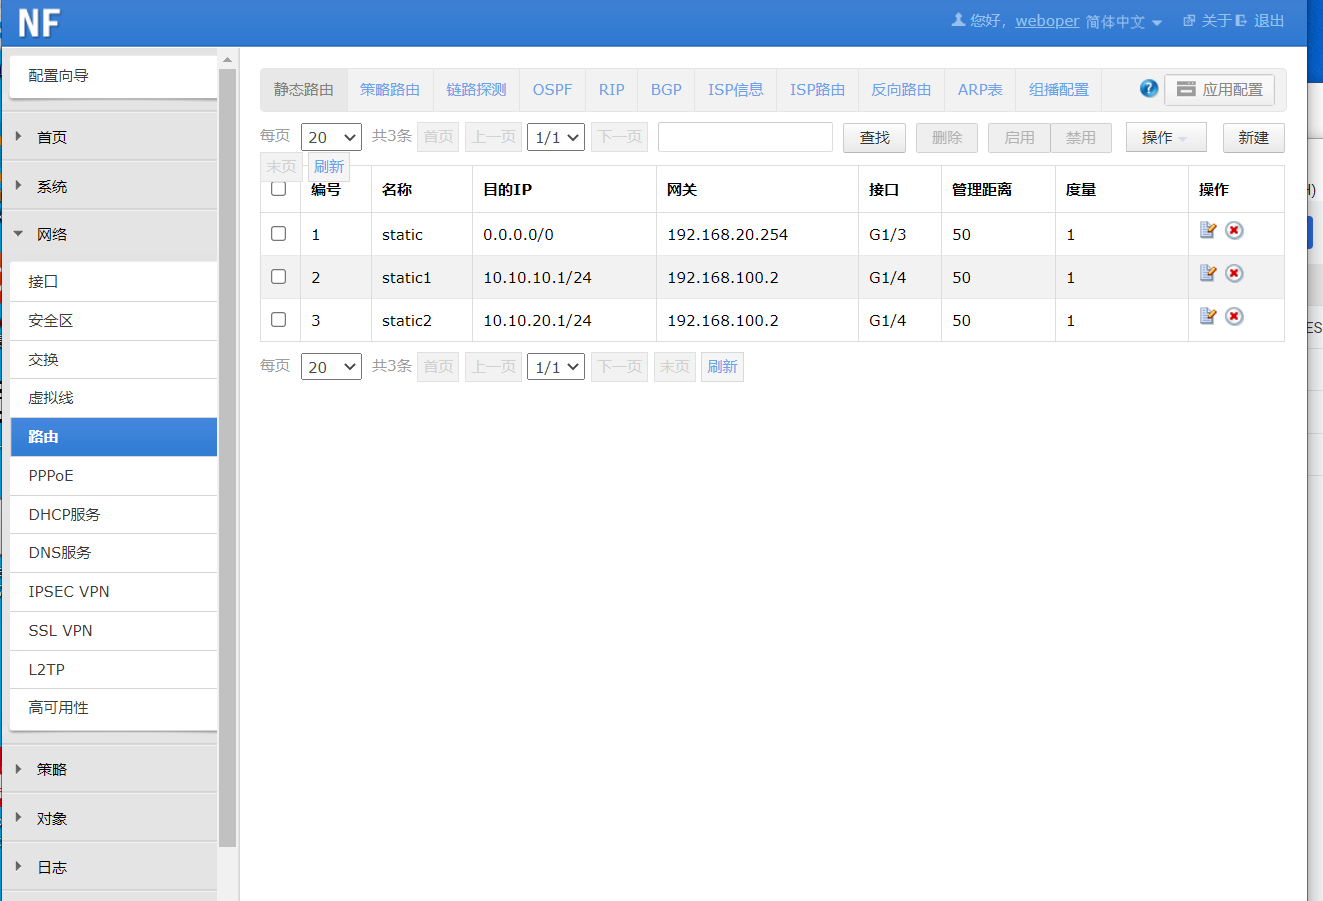 NF
您好, weboper 简体中文 关于 退出
配置向导
首页
系统
网络
接口
安全区
交换
虚拟线
路由
PPPoE
DHCP服务
DNS服务
IPSEC VPN
SSL VPN
L2TP
高可用性
策略
对象
日志
静态路由 策略路由 链路探测 OSPF RIP BGP ISP信息 ISP路由 反向路由 ARP表 组播配置 ? 应用配置
每页 20 共3条 首页 上一页 1/1 下一页 查找 删除 启用 禁用 操作 新建
末页 刷新
编号 名称 目的IP 网关 接口 管理距离 度量 操作
1 static 0.0.0.0/0 192.168.20.254 G1/3 50 1
2 static1 10.10.10.1/24 192.168.100.2 G1/4 50 1
3 static2 10.10.20.1/24 192.168.100.2 G1/4 50 1
每页 20 共3条 首页 上一页 1/1 下一页 末页 刷新
ES